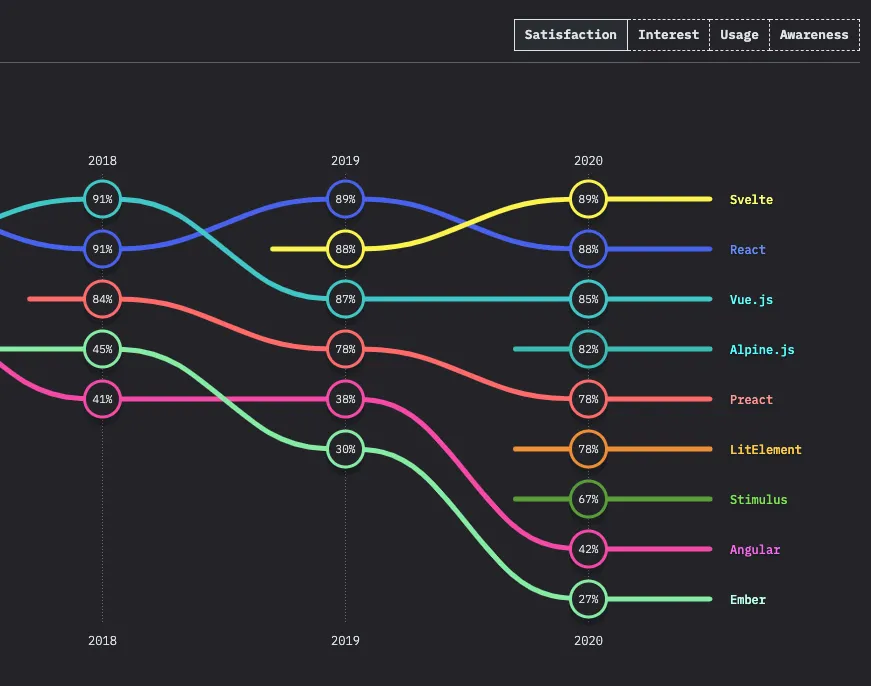 Satisfaction Interest Usage Awareness
2018 2019 2020
91% 89% 89% Svelte
91% 88% 88% React
84% 87% 85% Vue.js
45% 78% 82% Alpine.js
41% 38% 78% Preact
30% 78% LitElement
67% Stimulus
42% Angular
27% Ember
2018 2019 2020